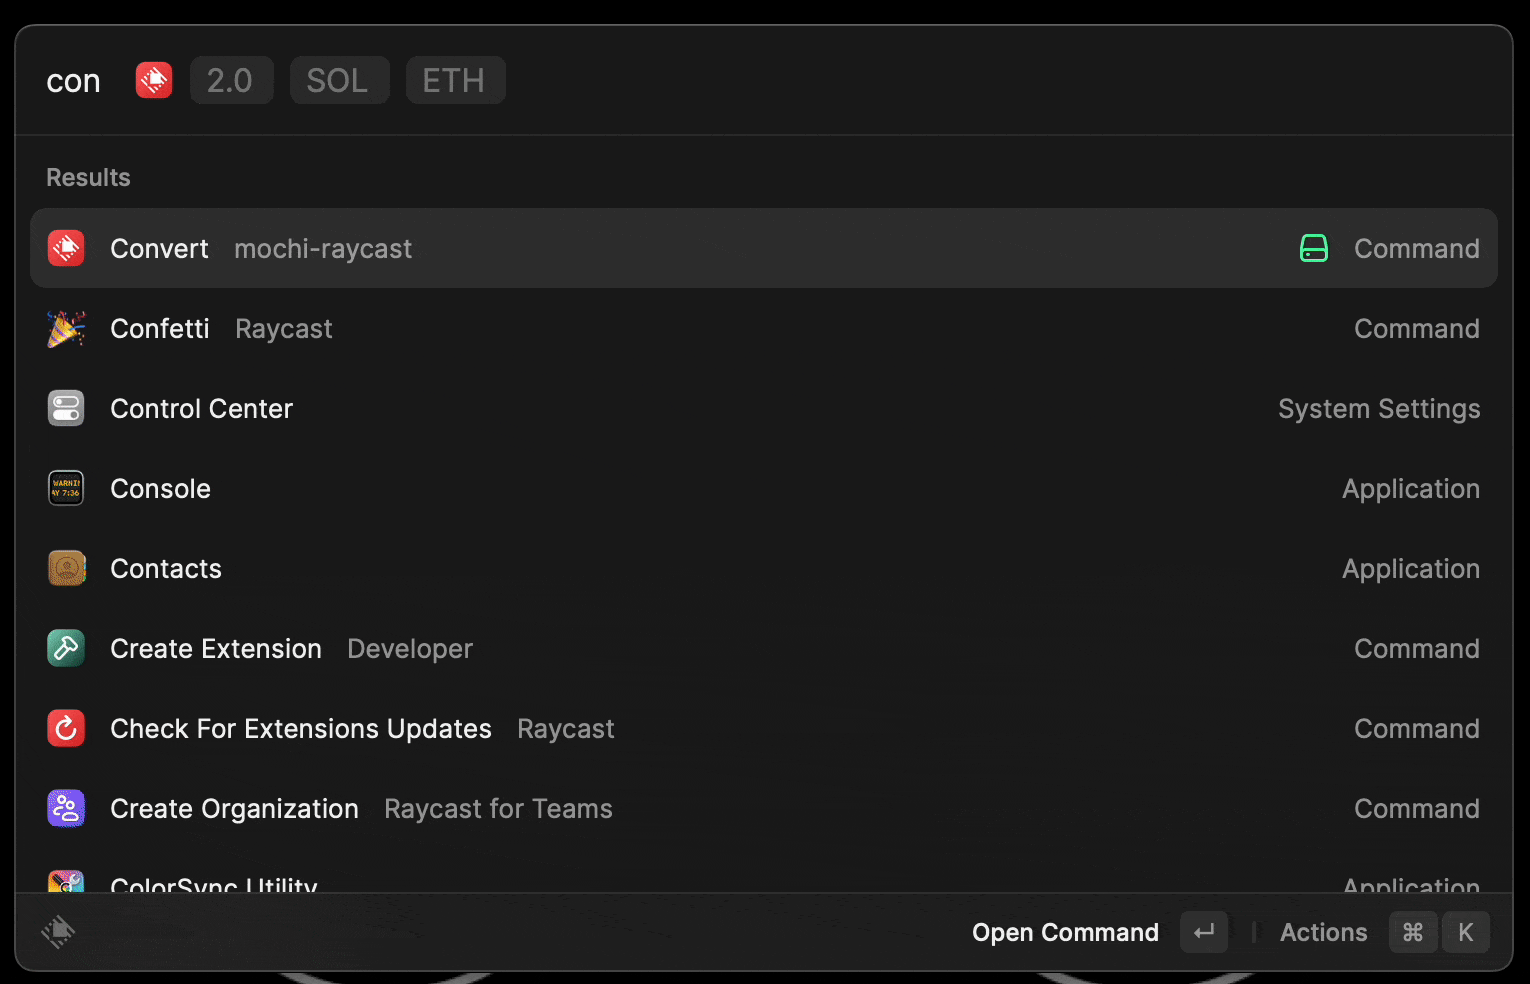 con 2.0 SOL ETH
Results
Convert mochi-raycast Command
Confetti Raycast Command
Control Center System Settings
Console Application
Contacts Application
Create Extension Developer Command
Check For Extensions Updates Raycast Command
Create Organization Raycast for Teams Command
ColorSync Utility Application
Open Command ↵ Actions ⌘ K